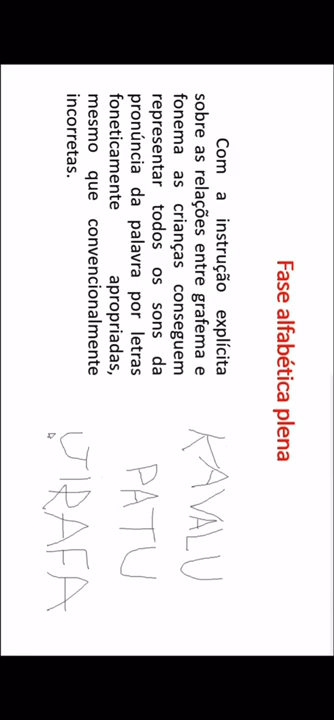 Fase alfabética plena
Com a instrução explícita
sobre as relações entre grafema e
fonema as crianças conseguem
representar todos os sons da
pronúncia da palavra por letras
foneticamente apropriadas,
mesmo que convencionalmente
incorretas.
KAVALU
PATU
JIRAFA